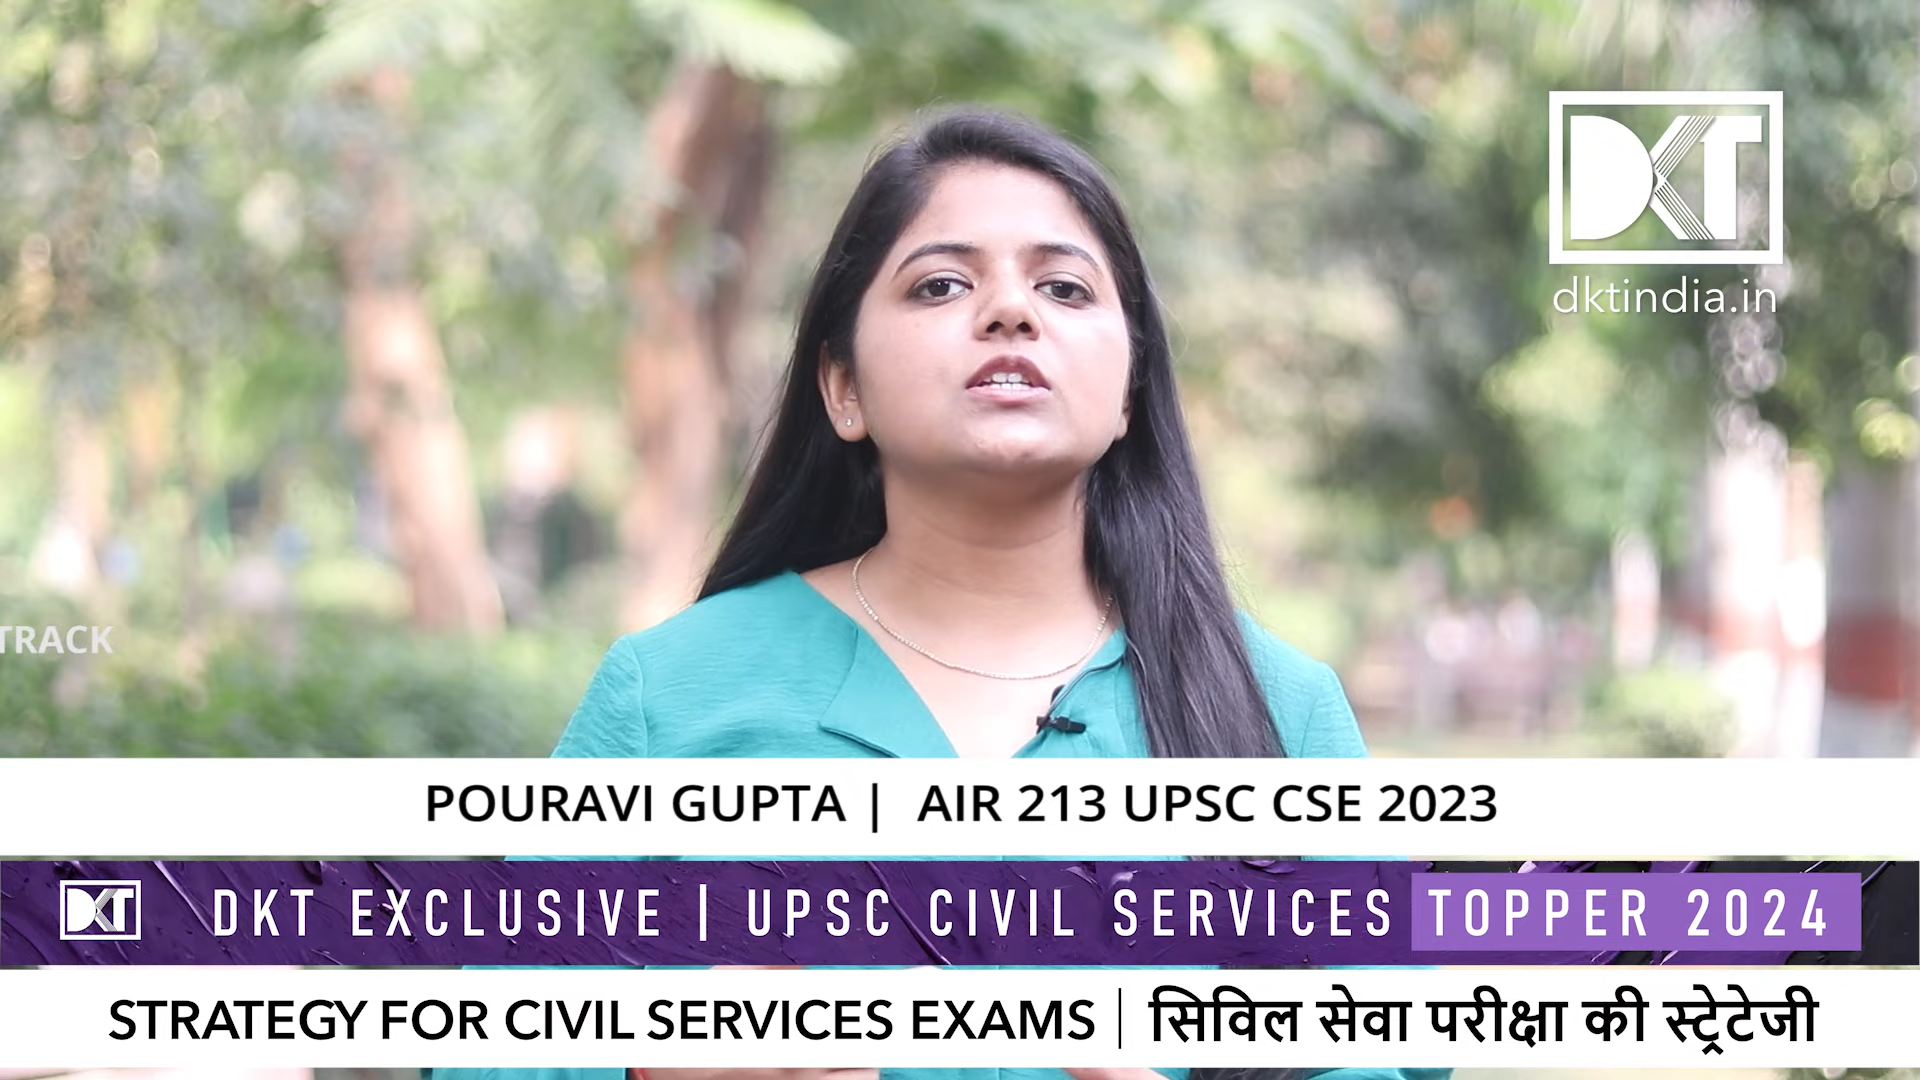 DKT
dktindia.in
TRACK
POURAVI GUPTA | AIR 213 UPSC CSE 2023
DKT DKT EXCLUSIVE | UPSC CIVIL SERVICES TOPPER 2024
STRATEGY FOR CIVIL SERVICES EXAMS | सिविल सेवा परीक्षा की स्ट्रेटेजी